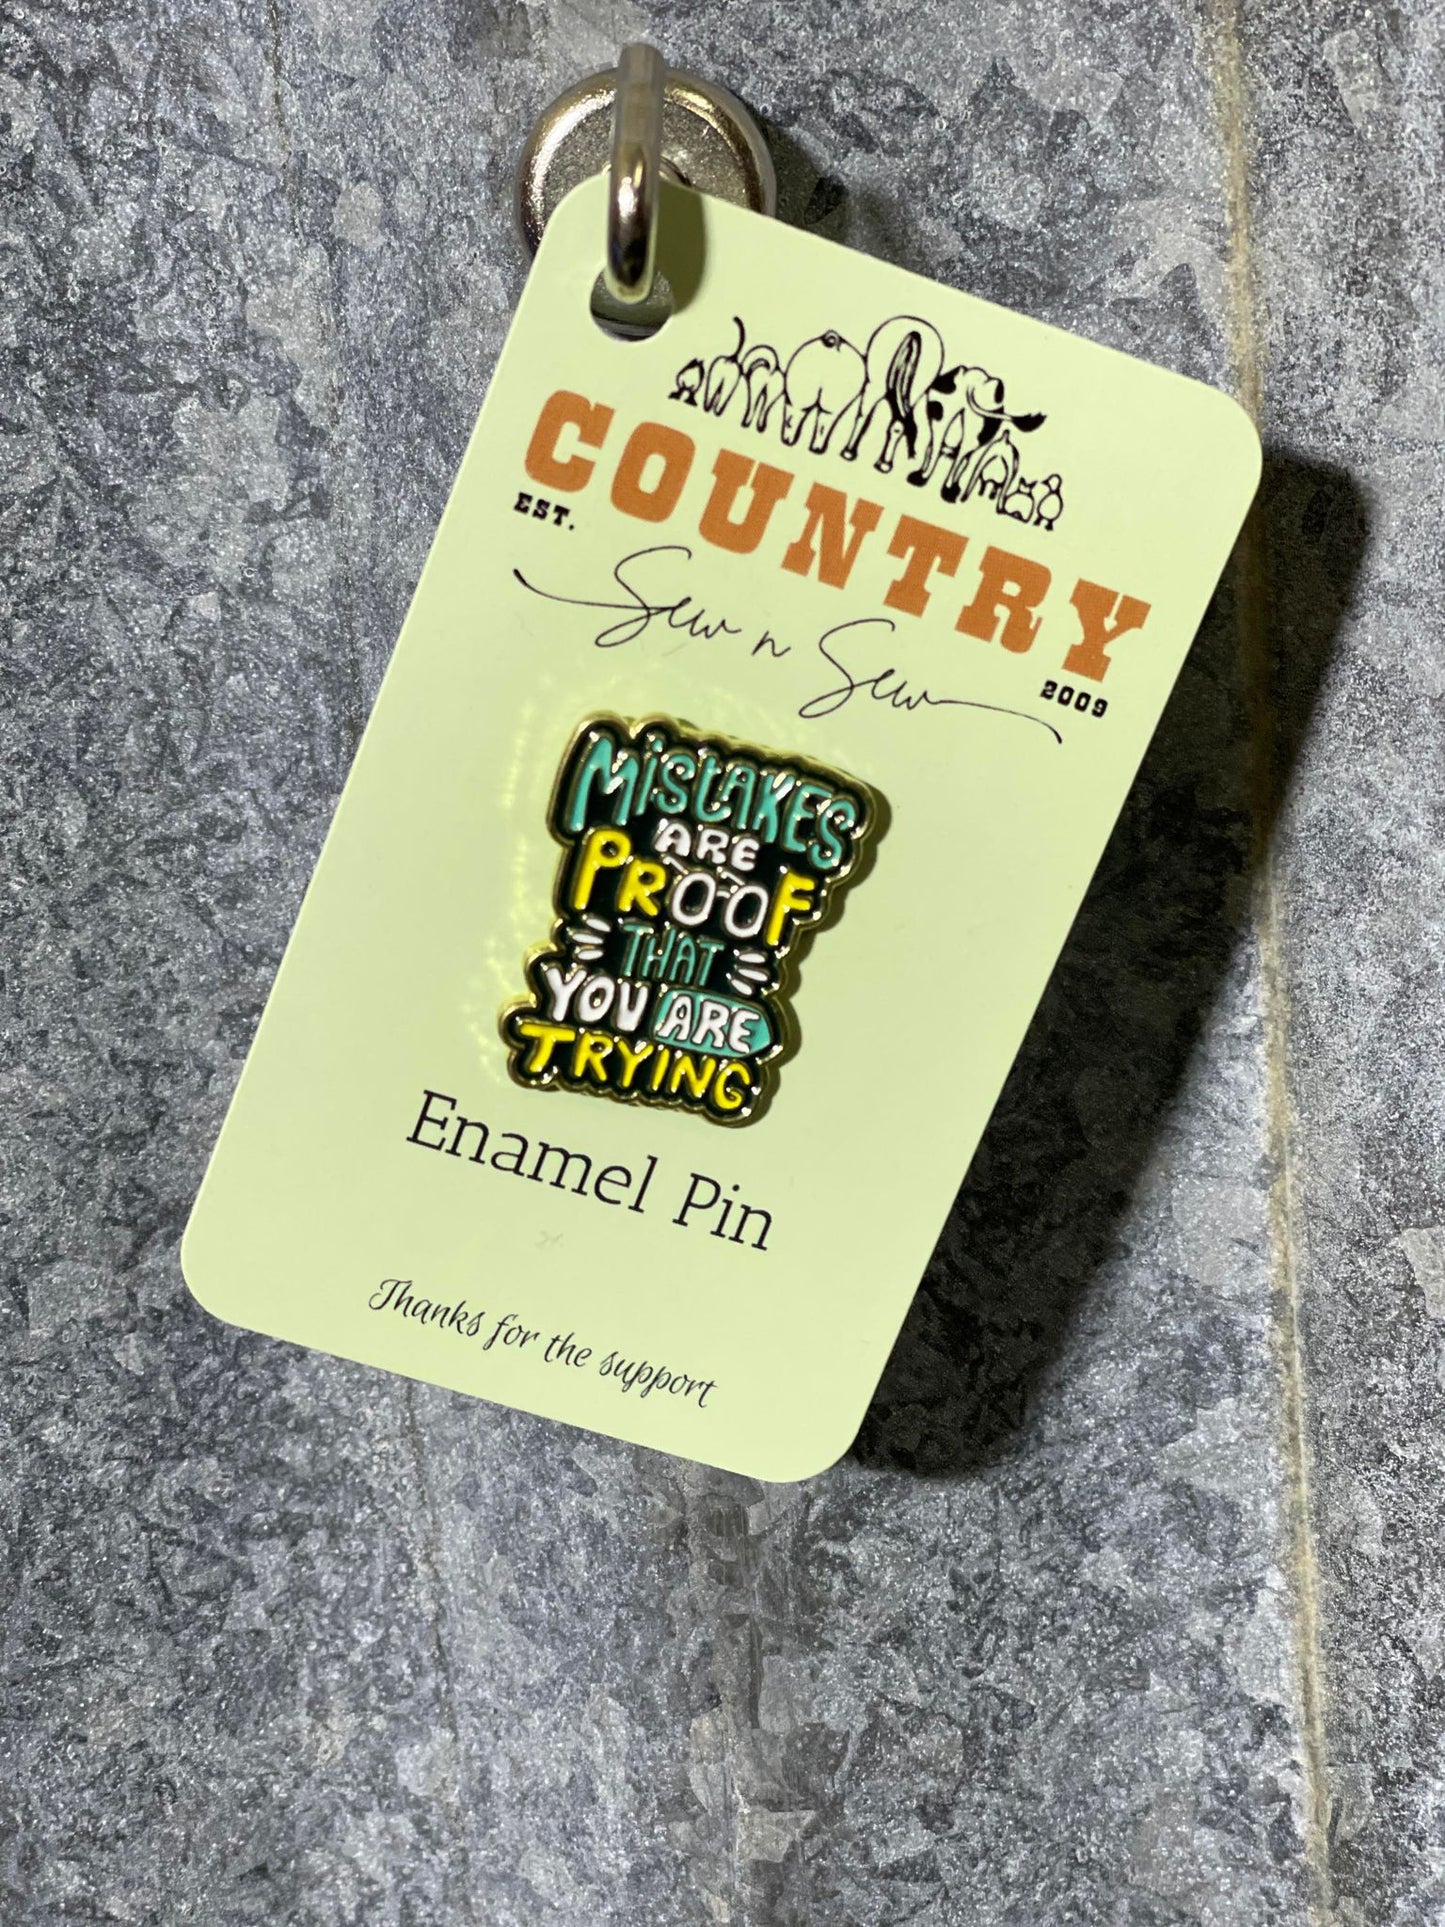 COUNTRY
EST.
Sew n Sew
2009
MiSTAKES
ARE
PROOF
THAT
YOU ARE
TRYING
Enamel Pin
Thanks for the support